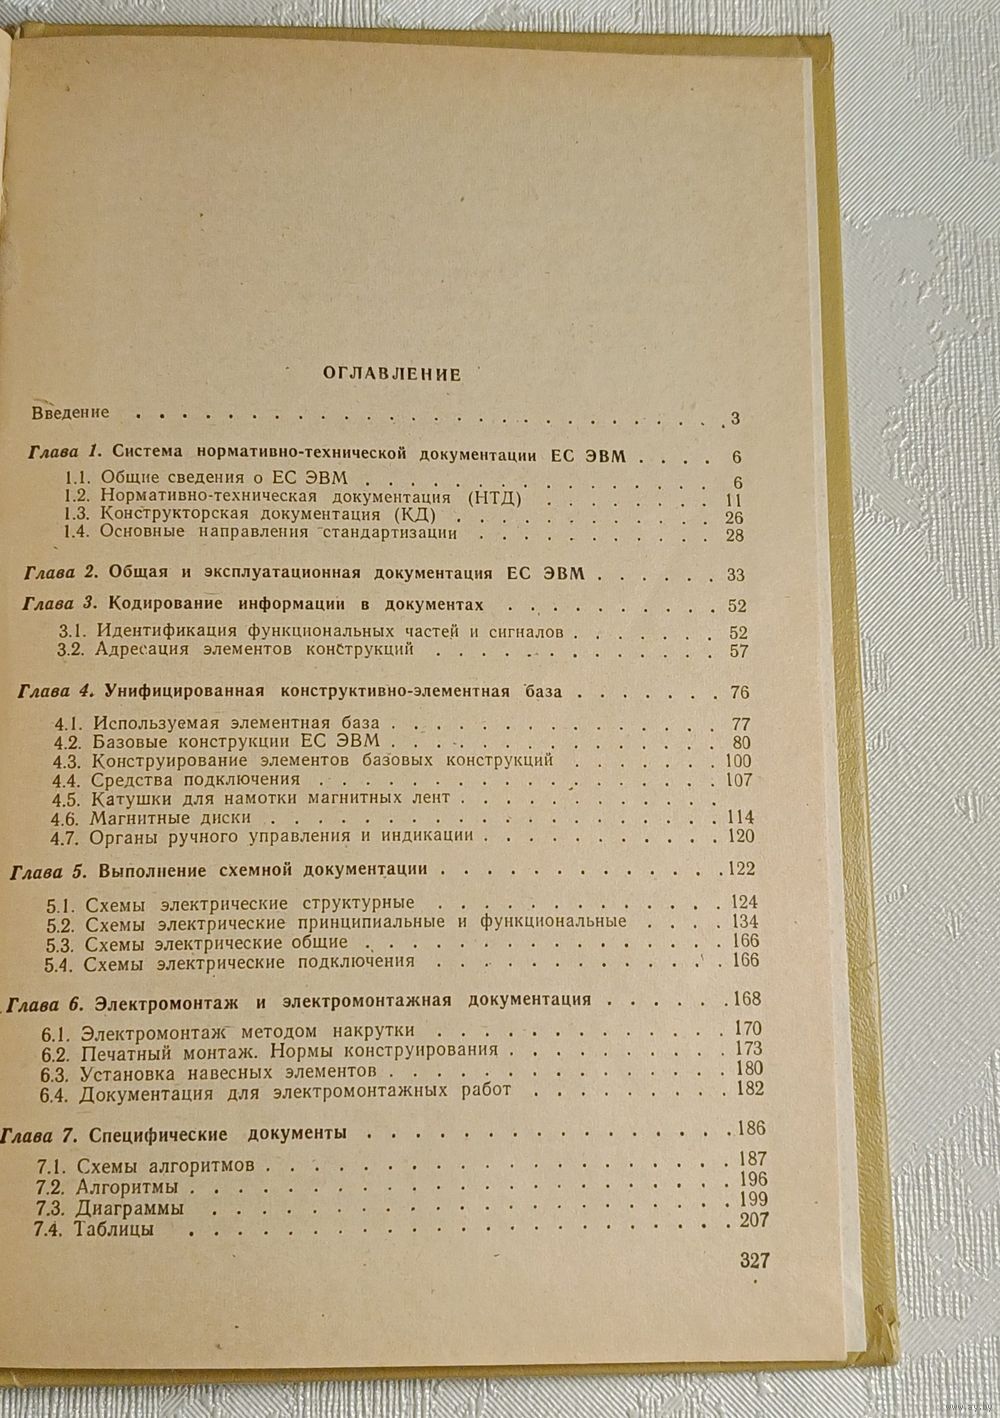 ОГЛАВЛЕНИЕ
Введение . . . . . . . . . . . . . . . . . . . . . . . . . . 3
Глава 1. Система нормативно-технической документации ЕС ЭВМ . . . . 6
1.1. Общие сведения о ЕС ЭВМ . . . . . . . . . . . . . . . . 6
1.2. Нормативно-техническая документация (НТД) . . . . . . . . 11
1.3. Конструкторская документация (КД) . . . . . . . . . . . 26
1.4. Основные направления стандартизации . . . . . . . . . . 28
Глава 2. Общая и эксплуатационная документация ЕС ЭВМ . . . . . . 33
Глава 3. Кодирование информации в документах . . . . . . . . . 52
3.1. Идентификация функциональных частей и сигналов . . . . . . 52
3.2. Адресация элементов конструкций . . . . . . . . . . . . 57
Глава 4. Унифицированная конструктивно-элементная база . . . . . . . 76
4.1. Используемая элементная база . . . . . . . . . . . . . . 77
4.2. Базовые конструкции ЕС ЭВМ . . . . . . . . . . . . . . 80
4.3. Конструирование элементов базовых конструкций . . . . . . . 100
4.4. Средства подключения . . . . . . . . . . . . . . . . . 107
4.5. Катушки для намотки магнитных лент . . . . . . . . . . . .
4.6. Магнитные диски . . . . . . . . . . . . . . . . . . . 114
4.7. Органы ручного управления и индикации . . . . . . . . . . . 120
Глава 5. Выполнение схемной документации . . . . . . . . . . . . . 122
5.1. Схемы электрические структурные . . . . . . . . . . . . . 124
5.2. Схемы электрические принципиальные и функциональные . . . . 134
5.3. Схемы электрические общие . . . . . . . . . . . . . . . . 166
5.4. Схемы электрические подключения . . . . . . . . . . . . . 166
Глава 6. Электромонтаж и электромонтажная документация . . . . . . 168
6.1. Электромонтаж методом накрутки . . . . . . . . . . . . . 170
6.2. Печатный монтаж. Нормы конструирования . . . . . . . . . . 173
6.3. Установка навесных элементов . . . . . . . . . . . . . . . 180
6.4. Документация для электромонтажных работ . . . . . . . . . 182
Глава 7. Специфические документы . . . . . . . . . . . . . . . . 186
7.1. Схемы алгоритмов . . . . . . . . . . . . . . . . . . . . 187
7.2. Алгоритмы . . . . . . . . . . . . . . . . . . . . . . . 196
7.3. Диаграммы . . . . . . . . . . . . . . . . . . . . . . . 199
7.4. Таблицы . . . . . . . . . . . . . . . . . . . . . . . . 207
327
www.ay.by